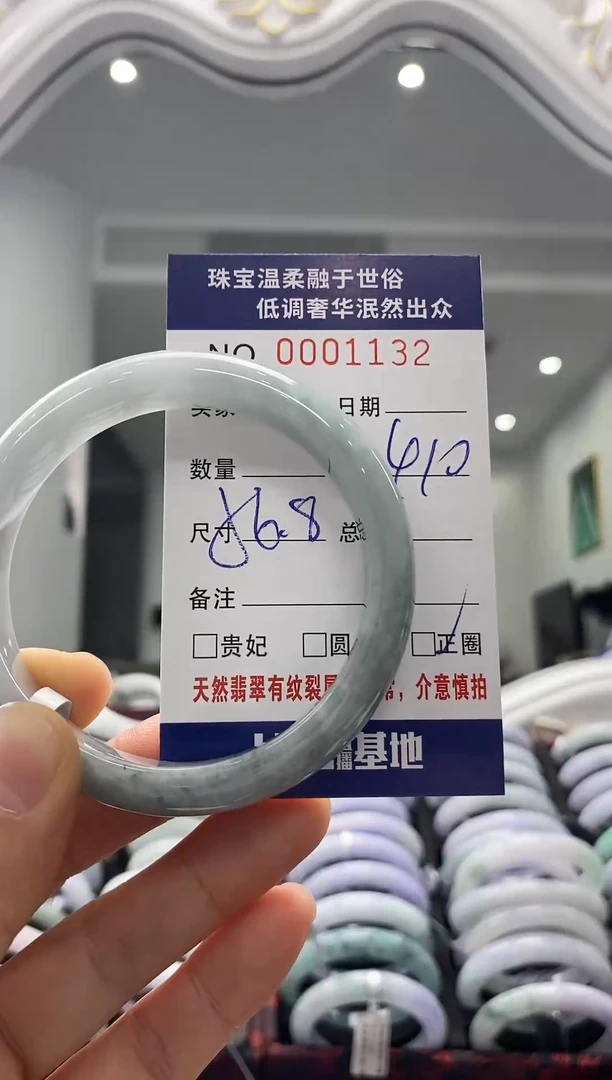 珠宝温柔融于世俗
低调奢华泯然出众
NO 0001132
日期
数量 410
尺寸 56.8 总
备注
□贵妃 □圆 □正圈
天然翡翠有纹裂 ，介意慎拍
播基地